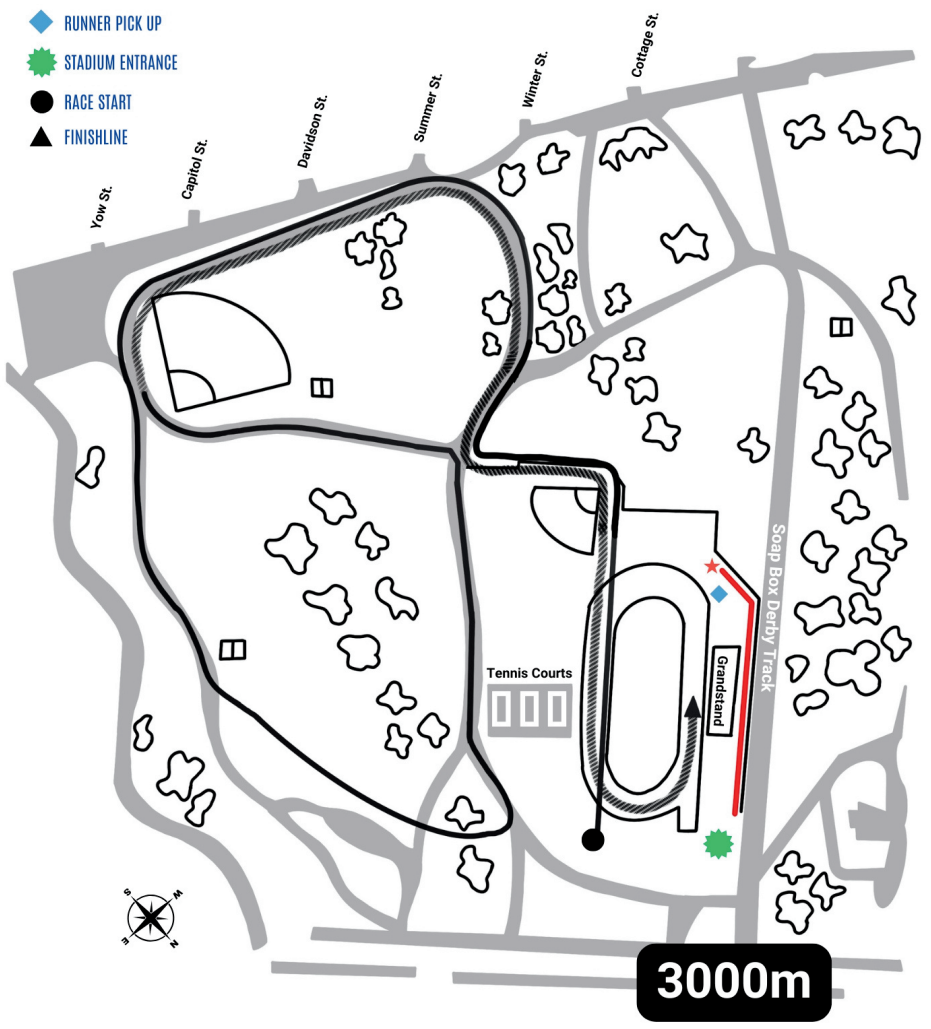 RUNNER PICK UP
STADIUM ENTRANCE
RACE START
FINISHLINE
Yow St.
Capitol St.
Davidson St.
Summer St.
Winter St.
Cottage St.
Soap Box Derby Track
Grandstand
Tennis Courts
S
W
E
N
3000m